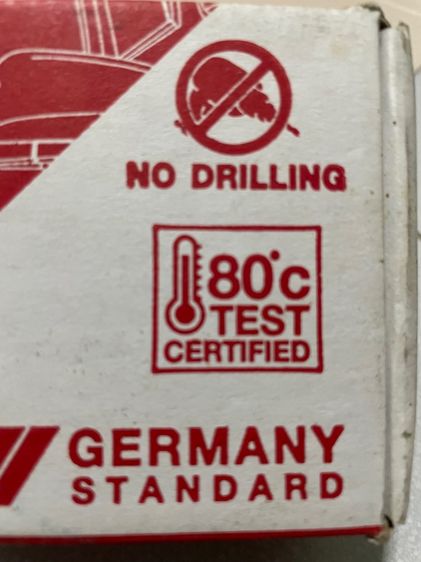 NO DRILLING
80°c
TEST
CERTIFIED
GERMANY
STANDARD